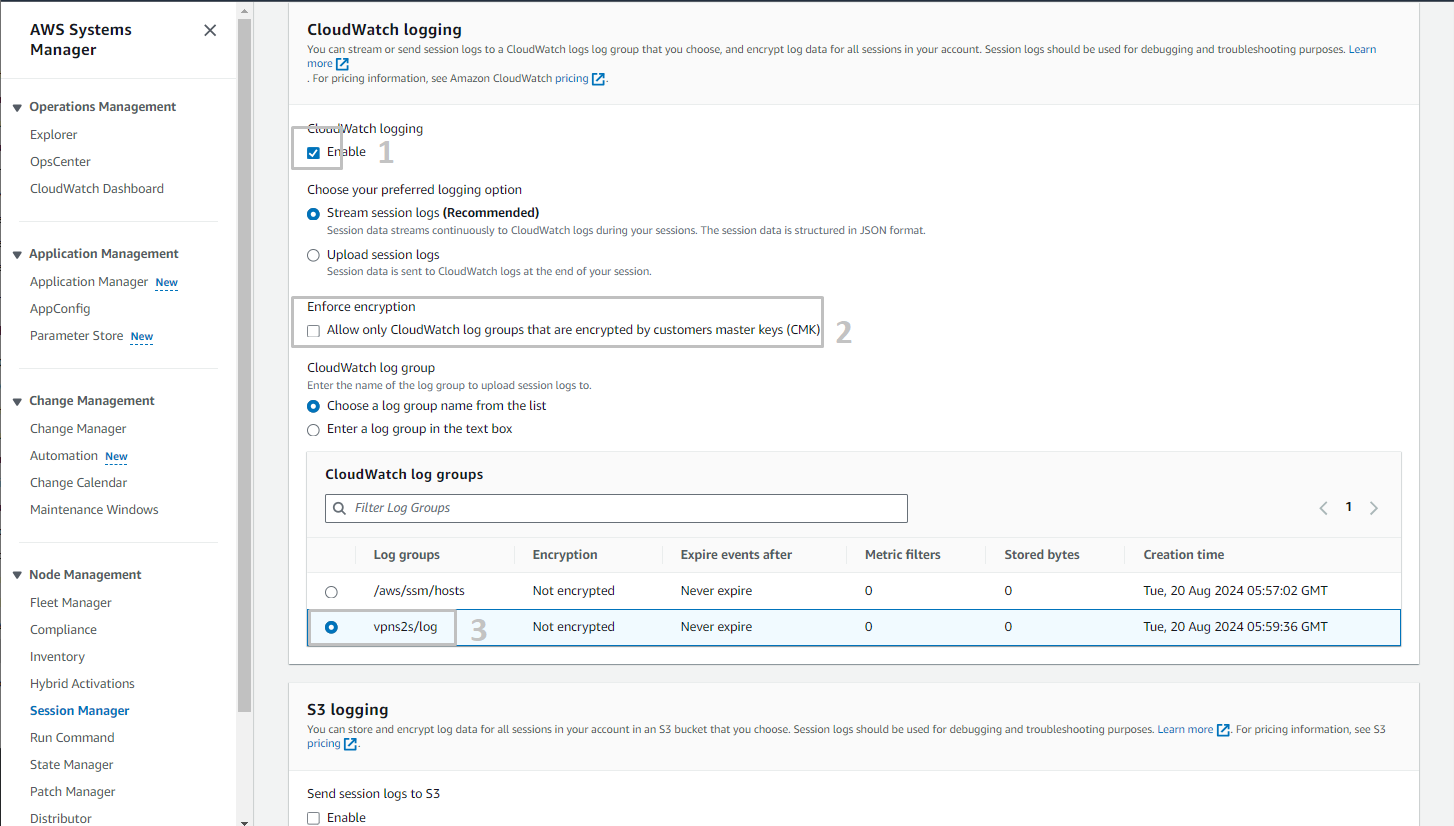 AWS Systems
Manager
Operations Management
Explorer
OpsCenter
CloudWatch Dashboard
Application Management
Application Manager New
AppConfig
Parameter Store New
Change Management
Change Manager
Automation New
Change Calendar
Maintenance Windows
Node Management
Fleet Manager
Compliance
Inventory
Hybrid Activations
Session Manager
Run Command
State Manager
Patch Manager
Distributor
CloudWatch logging
You can stream or send session logs to a CloudWatch logs log group that you choose, and encrypt log data for all sessions in your account. Session logs should be used for debugging and troubleshooting purposes. Learn
more
. For pricing information, see Amazon CloudWatch pricing .
CloudWatch logging
Enable 1
Choose your preferred logging option
Stream session logs (Recommended)
Session data streams continuously to CloudWatch logs during your sessions. The session data is structured in JSON format.
Upload session logs
Session data is sent to CloudWatch logs at the end of your session.
Enforce encryption
Allow only CloudWatch log groups that are encrypted by customers master keys (CMK) 2
CloudWatch log group
Enter the name of the log group to upload session logs to.
Choose a log group name from the list
Enter a log group in the text box
CloudWatch log groups
Filter Log Groups 1
Log groups Encryption Expire events after Metric filters Stored bytes Creation time
/aws/ssm/hosts Not encrypted Never expire 0 0 Tue, 20 Aug 2024 05:57:02 GMT
vpns2s/log 3 Not encrypted Never expire 0 0 Tue, 20 Aug 2024 05:59:36 GMT
S3 logging
You can store and encrypt log data for all sessions in your account in an S3 bucket that you choose. Session logs should be used for debugging and troubleshooting purposes. Learn more . For pricing information, see S3
pricing .
Send session logs to S3
Enable